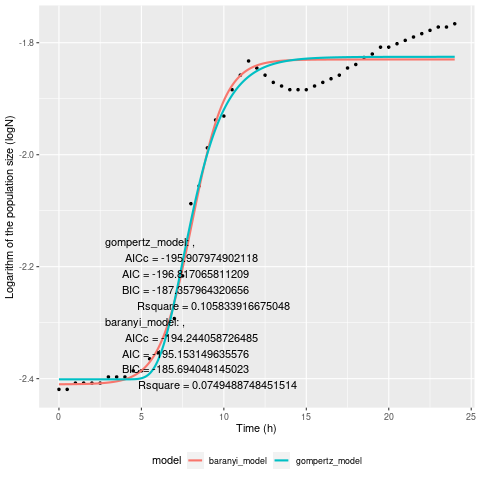 -1.8
-2.0
-2.2
-2.4
Logarithm of the population size (logN)
gompertz_model: ,
AICc = -195.907974902118
AIC = -196.817065811209
BIC = -187.357964320656
Rsquare = 0.105833916675048
baranyi_model: ,
AICc = -194.244058726485
AIC = -195.153149635576
BIC = -185.694048145023
Rsquare = 0.0749488748451514
0 5 10 15 20 25
Time (h)
model baranyi_model gompertz_model